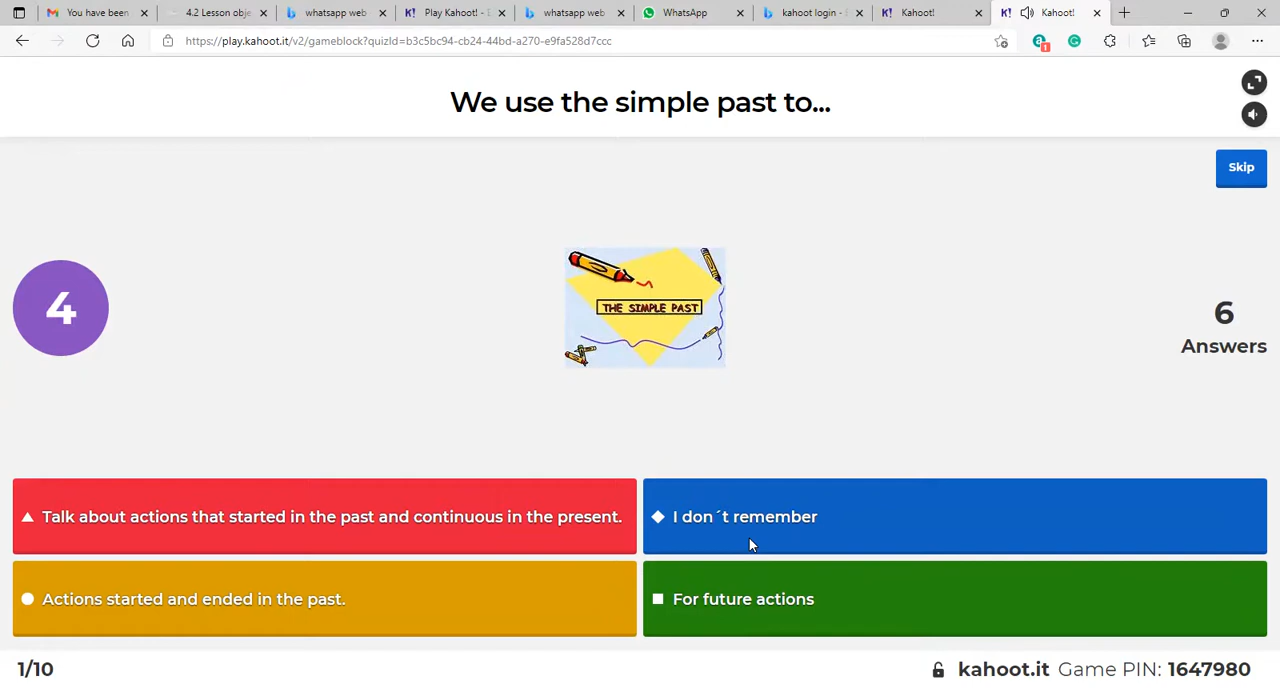 You have been
4.2 Lesson obje
whatsapp web
Play Kahoot! - E
whatsapp web
WhatsApp
kahoot login - S
Kahoot!
Kahoot!
https://play.kahoot.it/v2/gameblock?quizId=b3c5bc94-cb24-44bd-a270-e9fa528d7ccc
We use the simple past to...
Skip
4
THE SIMPLE PAST
6
Answers
Talk about actions that started in the past and continuous in the present.
I don´t remember
Actions started and ended in the past.
For future actions
1/10
kahoot.it Game PIN: 1647980